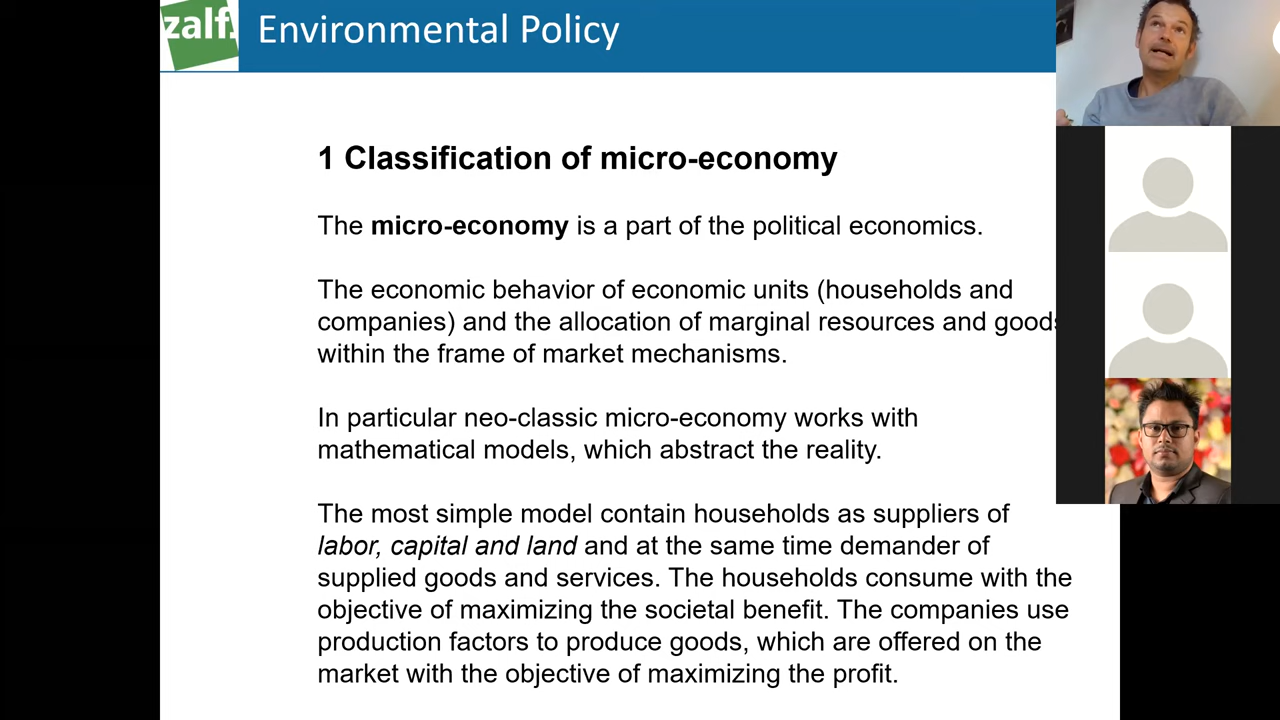 zalf.
Environmental Policy
1 Classification of micro-economy
The micro-economy is a part of the political economics.
The economic behavior of economic units (households and
companies) and the allocation of marginal resources and goods
within the frame of market mechanisms.
In particular neo-classic micro-economy works with
mathematical models, which abstract the reality.
The most simple model contain households as suppliers of
labor, capital and land and at the same time demander of
supplied goods and services. The households consume with the
objective of maximizing the societal benefit. The companies use
production factors to produce goods, which are offered on the
market with the objective of maximizing the profit.